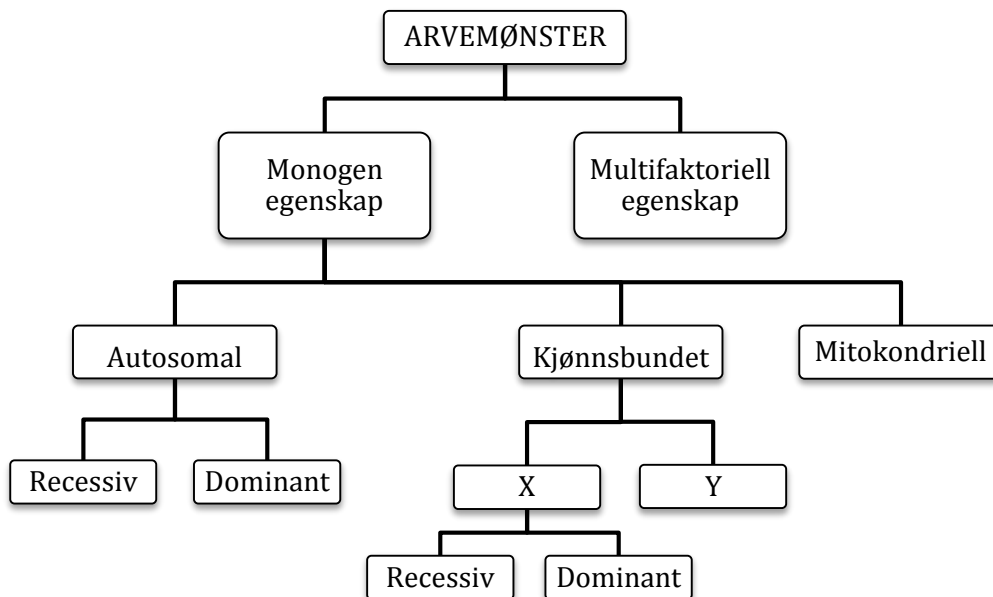 ARVEMØNSTER
Monogen
egenskap
Multifaktoriell
egenskap
Autosomal
Kjønnsbundet
Mitokondriell
Recessiv
Dominant
X
Y
Recessiv
Dominant